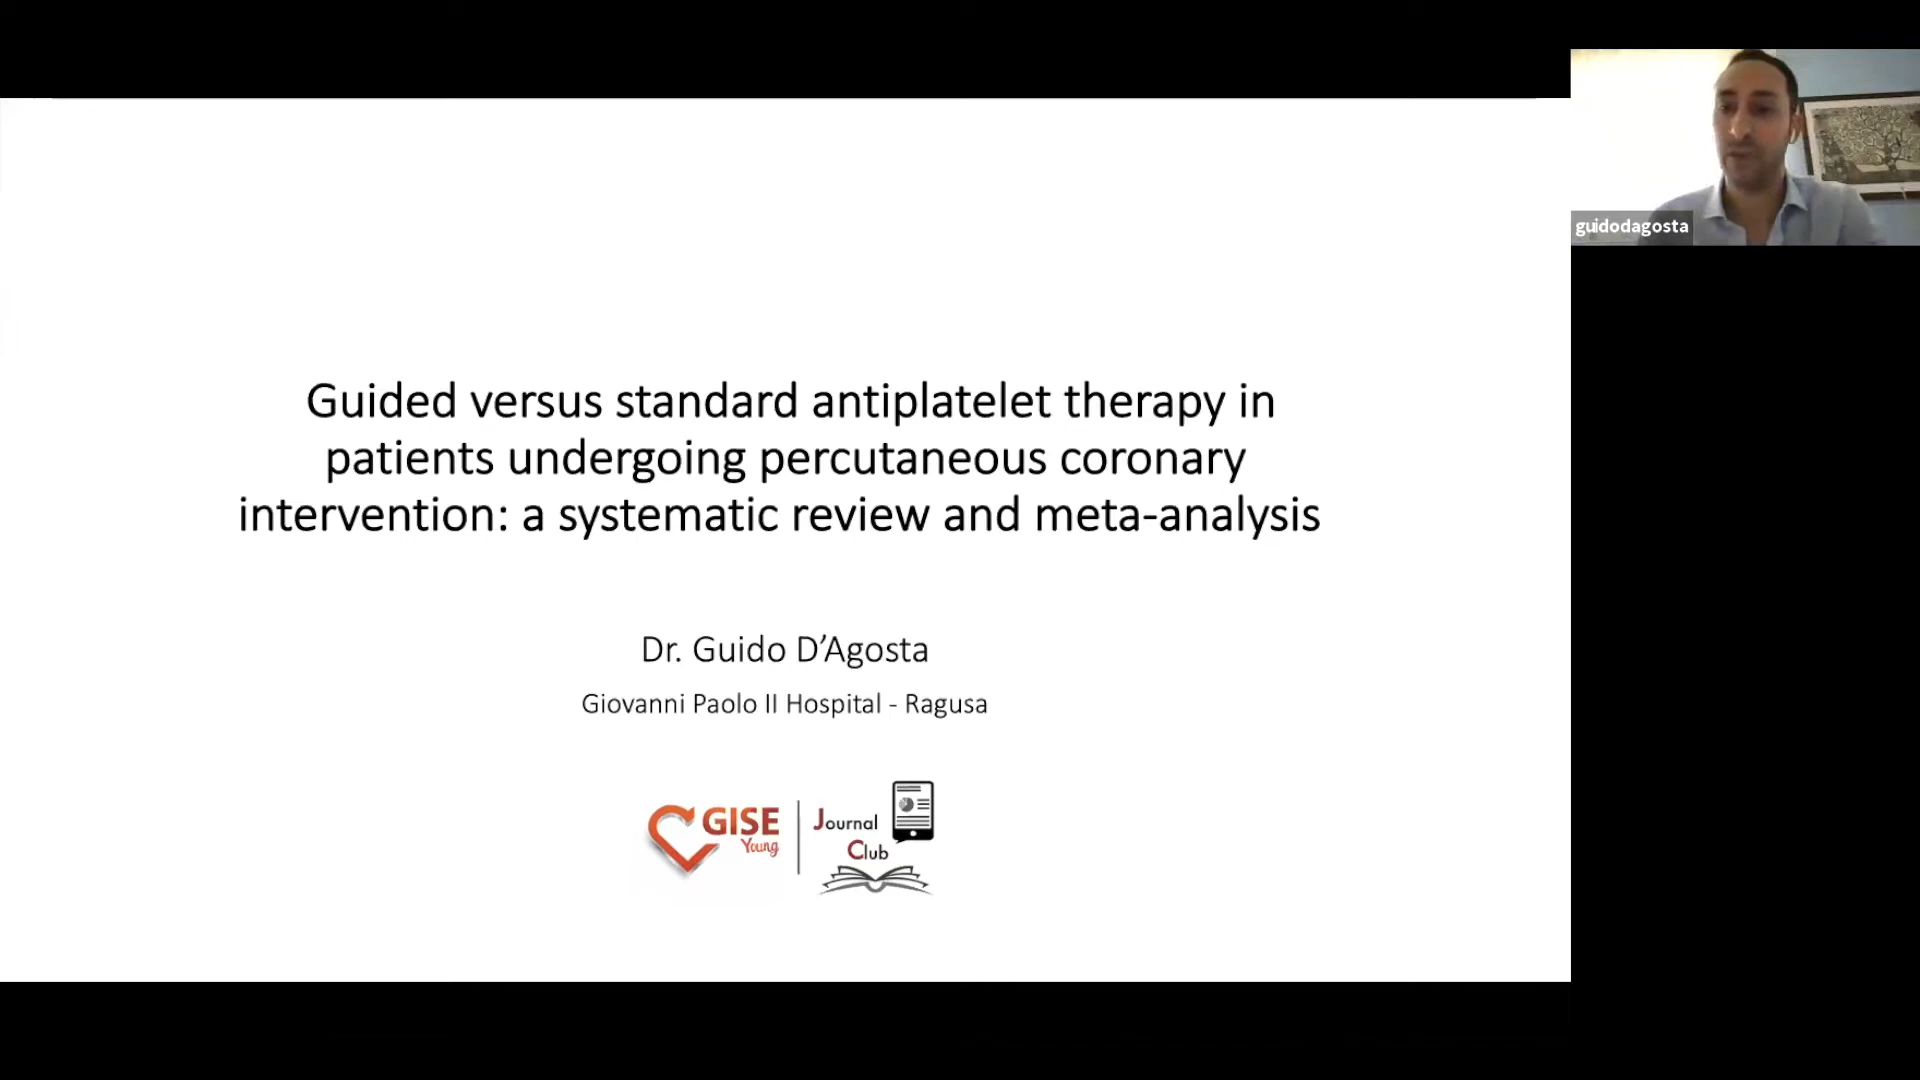 guidodagosta
Guided versus standard antiplatelet therapy in
patients undergoing percutaneous coronary
intervention: a systematic review and meta-analysis
Dr. Guido D’Agosta
Giovanni Paolo II Hospital - Ragusa
GISE
Young
Journal
Club